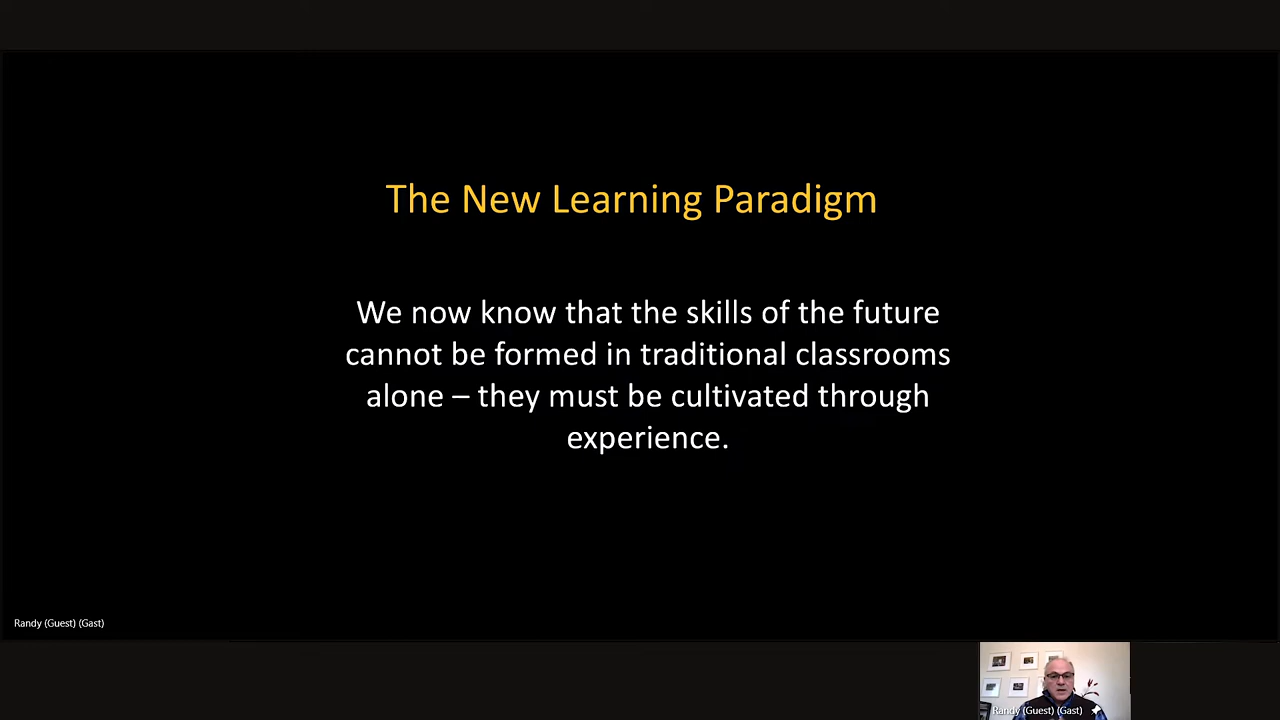 The New Learning Paradigm
We now know that the skills of the future
cannot be formed in traditional classrooms
alone – they must be cultivated through
experience.
Randy (Guest) (Gast)
Randy (Guest) (Gast)